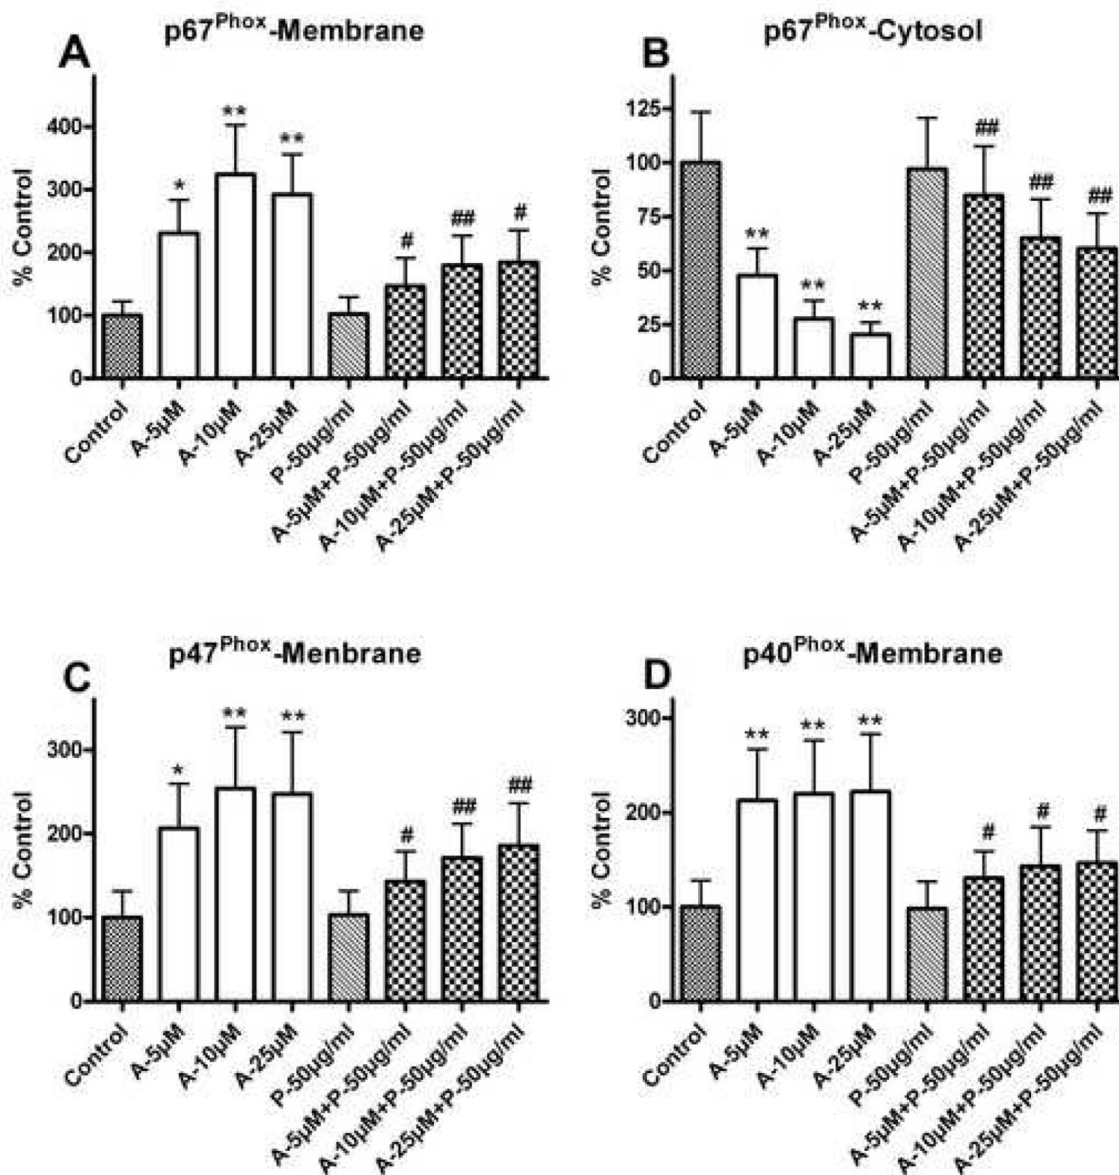 A
p67Phox-Membrane
% Control
400
300
200
100
0
**
**
*
##
#
#
Control
A-5μM
A-10μM
A-25μM
P-50μg/ml
A-5μM+P-50μg/ml
A-10μM+P-50μg/ml
A-25μM+P-50μg/ml
B
p67Phox-Cytosol
% Control
125
100
75
50
25
0
**
**
**
##
##
##
Control
A-5μM
A-10μM
A-25μM
P-50μg/ml
A-5μM+P-50μg/ml
A-10μM+P-50μg/ml
A-25μM+P-50μg/ml
C
p47Phox-Menbrane
% Control
300
200
100
0
*
**
**
#
##
##
Control
A-5μM
A-10μM
A-25μM
P-50μg/ml
A-5μM+P-50μg/ml
A-10μM+P-50μg/ml
A-25μM+P-50μg/ml
D
p40Phox-Membrane
% Control
300
200
100
0
**
**
**
#
#
#
Control
A-5μM
A-10μM
A-25μM
P-50μg/ml
A-5μM+P-50μg/ml
A-10μM+P-50μg/ml
A-25μM+P-50μg/ml